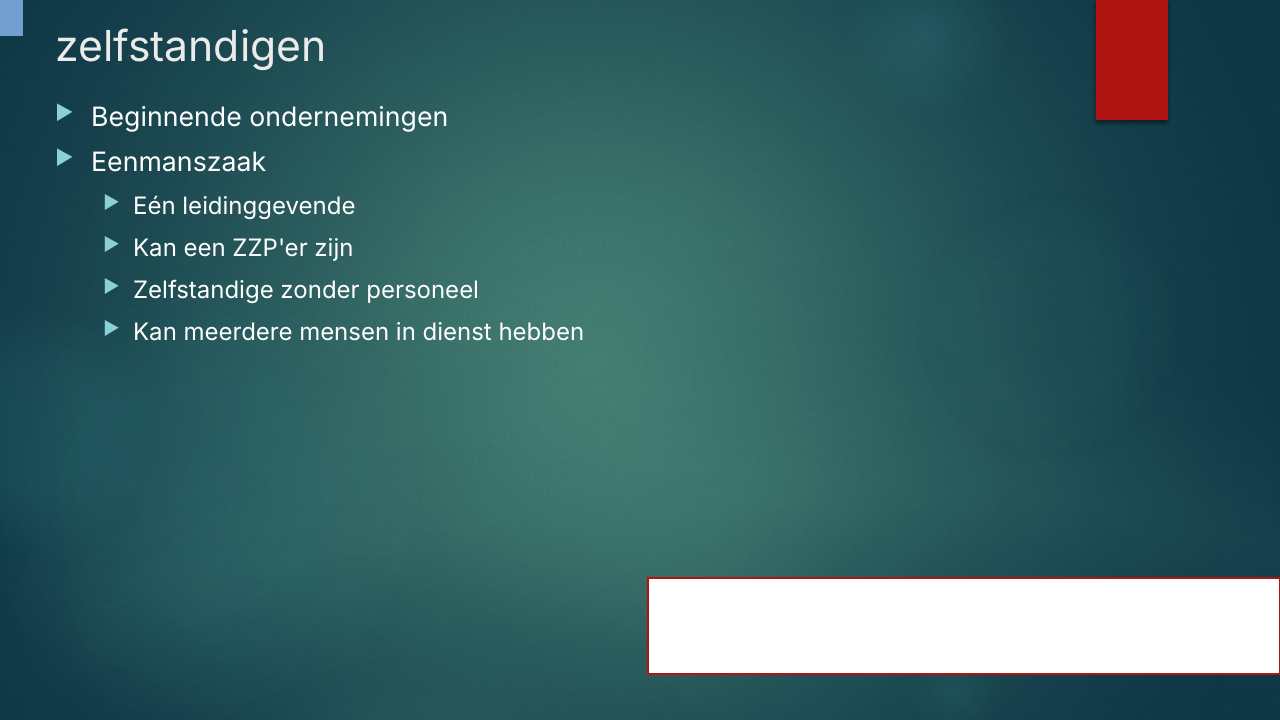 zelfstandigen
Beginnende ondernemingen
Eenmanszaak
Eén leidinggevende
Kan een ZZP'er zijn
Zelfstandige zonder personeel
Kan meerdere mensen in dienst hebben